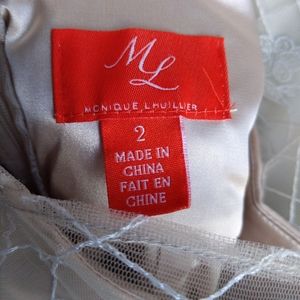 ML
MONIQUE LHUILLIER
2
MADE IN
CHINA
FAIT EN
CHINE